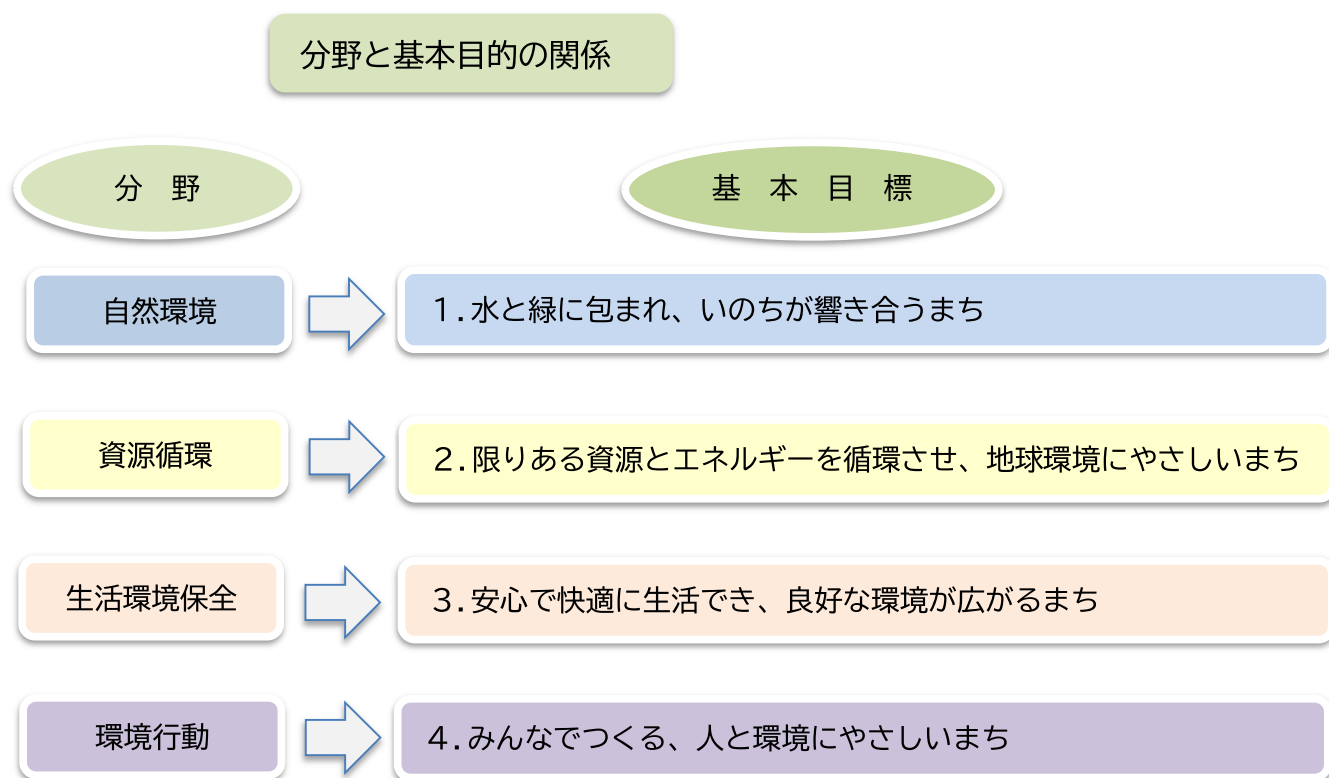 分野と基本目的の関係
分　野
基　本　目　標
自然環境
１．水と緑に包まれ、いのちが響き合うまち
資源循環
２．限りある資源とエネルギーを循環させ、地球環境にやさしいまち
生活環境保全
３．安心で快適に生活でき、良好な環境が広がるまち
環境行動
４．みんなでつくる、人と環境にやさしいまち